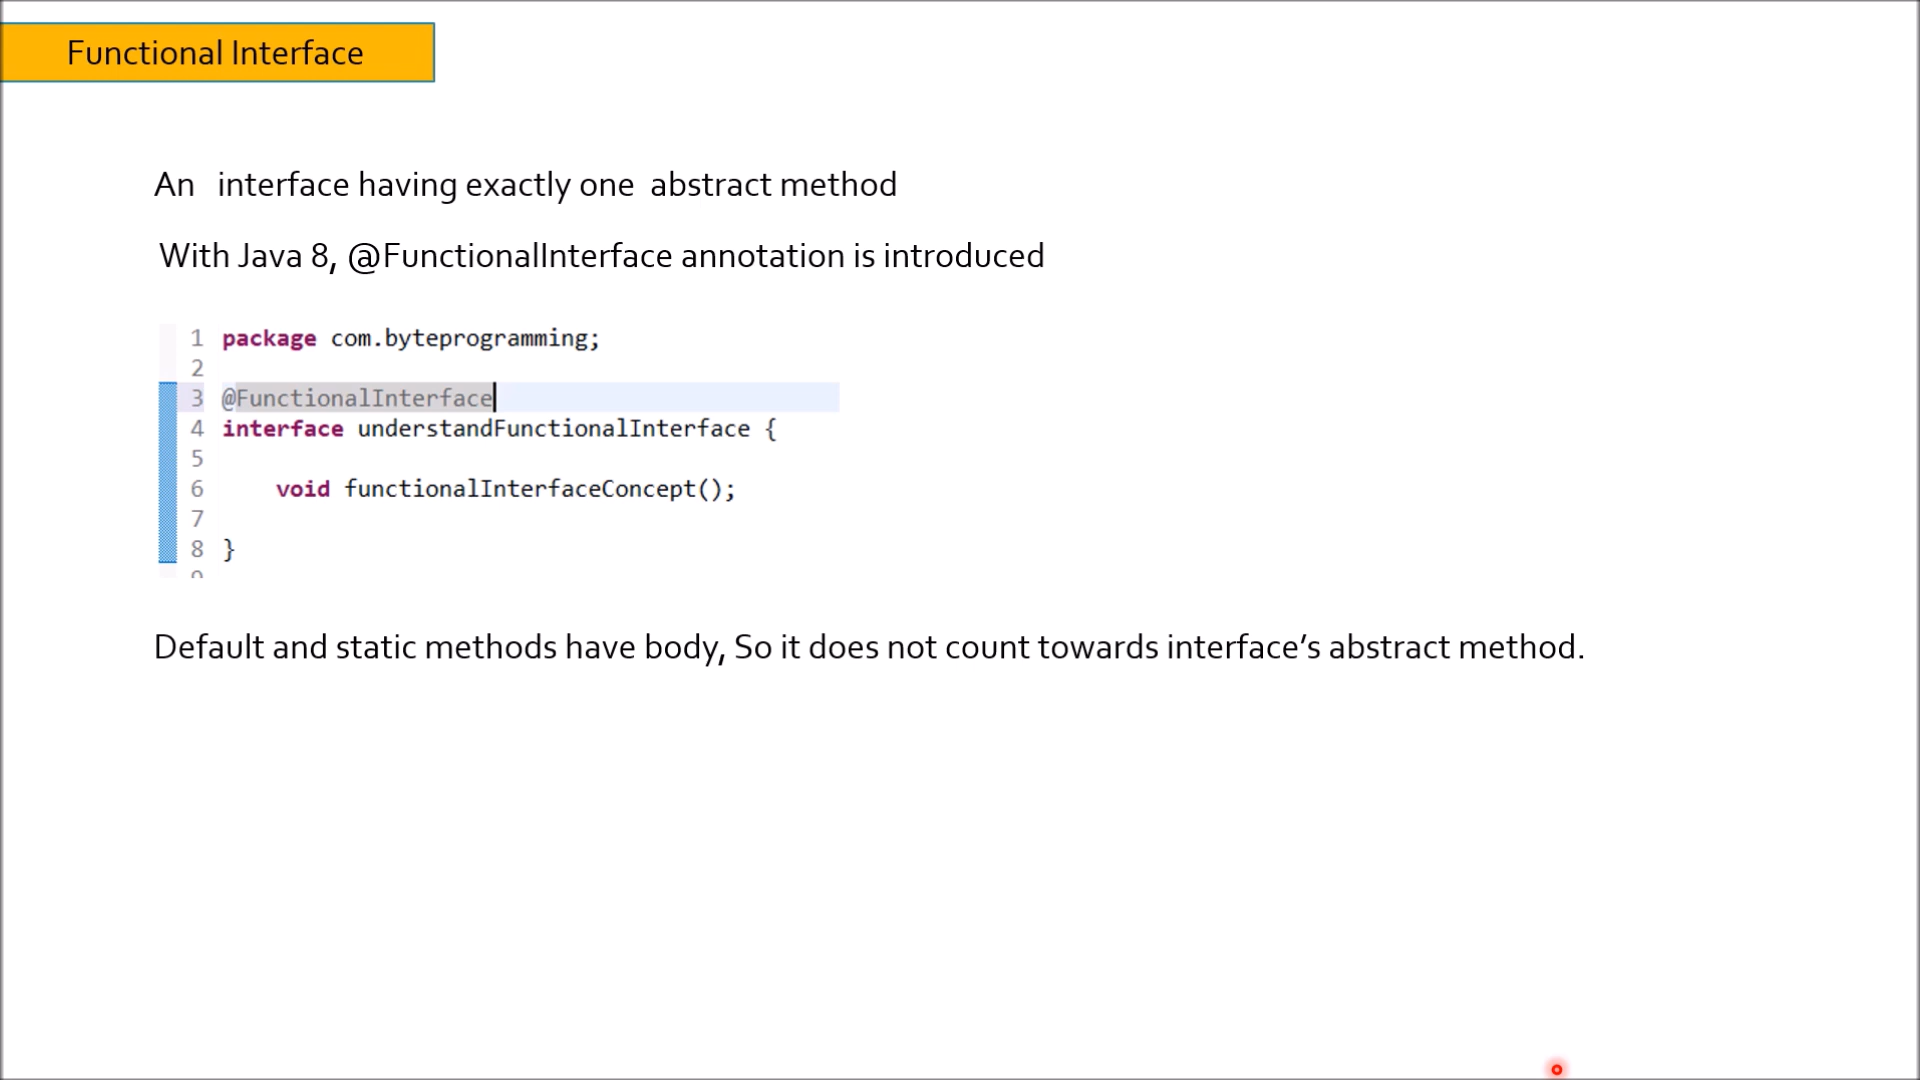 Functional Interface
An interface having exactly one abstract method
With Java 8, @FunctionalInterface annotation is introduced
1 package com.byteprogramming;
2
3 @FunctionalInterface
4 interface understandFunctionalInterface {
5
6 void functionalInterfaceConcept();
7
8 }
Default and static methods have body, So it does not count towards interface’s abstract method.